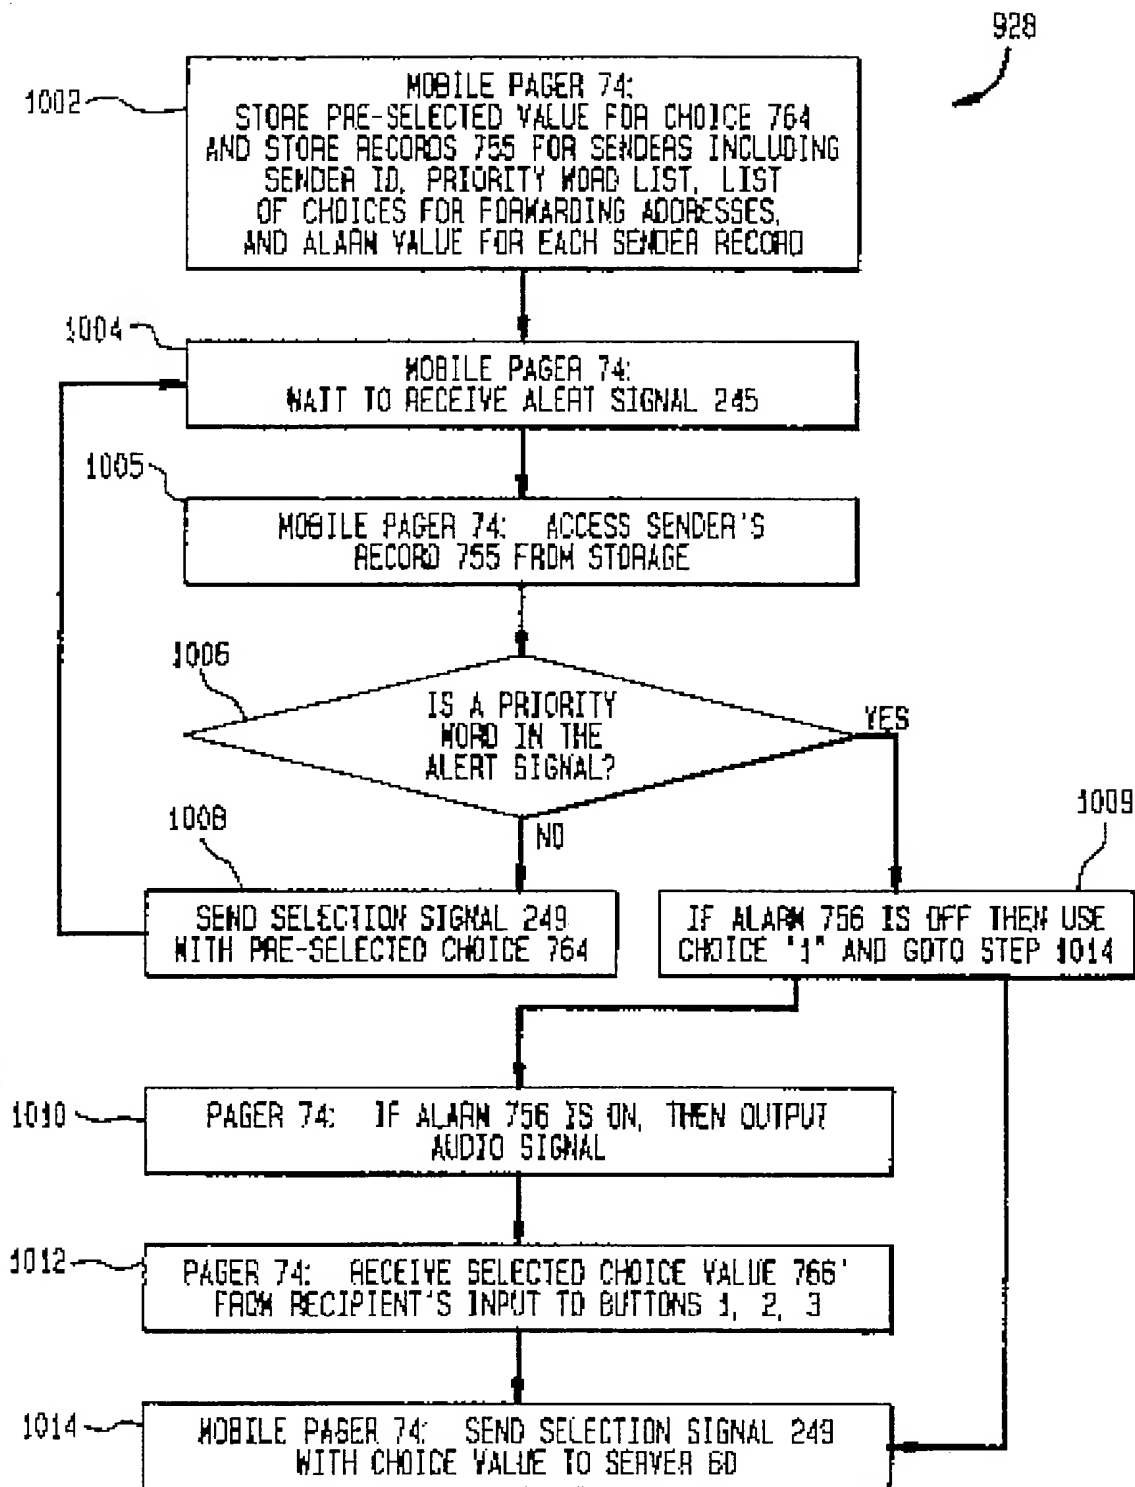 928
1002
MOBILE PAGER 74:
STORE PRE-SELECTED VALUE FOR CHOICE 764
AND STORE RECORDS 755 FOR SENDERS INCLUDING
SENDER ID, PRIORITY WORD LIST, LIST
OF CHOICES FOR FORWARDING ADDRESSES,
AND ALARM VALUE FOR EACH SENDER RECORD
1004
MOBILE PAGER 74:
WAIT TO RECEIVE ALERT SIGNAL 245
1005
MOBILE PAGER 74: ACCESS SENDER'S
RECORD 755 FROM STORAGE
1006
IS A PRIORITY
WORD IN THE
ALERT SIGNAL?
YES
NO
1008
SEND SELECTION SIGNAL 249
WITH PRE-SELECTED CHOICE 764
1009
IF ALARM 756 IS OFF THEN USE
CHOICE "1" AND GOTO STEP 1014
1010
PAGER 74: IF ALARM 756 IS ON, THEN OUTPUT
AUDIO SIGNAL
1012
PAGER 74: RECEIVE SELECTED CHOICE VALUE 766'
FROM RECIPIENT'S INPUT TO BUTTONS 1, 2, 3
1014
MOBILE PAGER 74: SEND SELECTION SIGNAL 249
WITH CHOICE VALUE TO SERVER 60